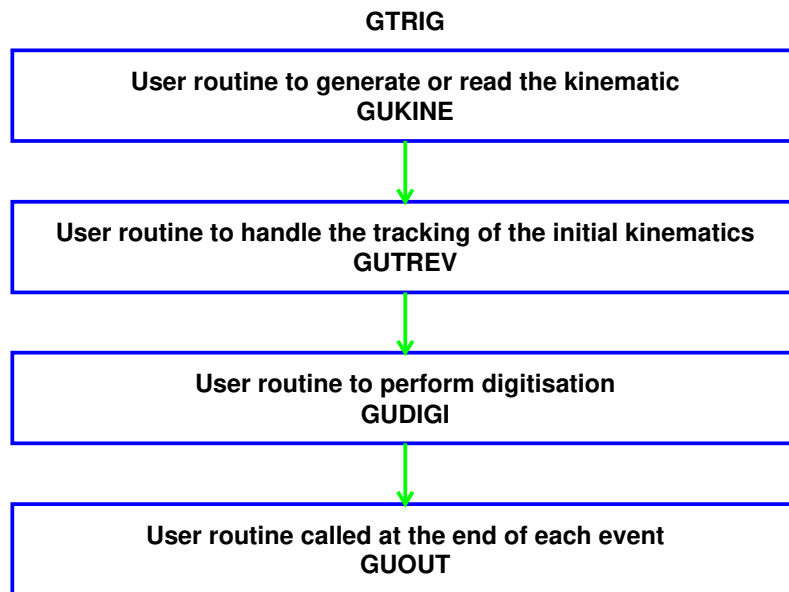 GTRIG
User routine to generate or read the kinematic
GUKINE
User routine to handle the tracking of the initial kinematics
GUTREV
User routine to perform digitisation
GUDIGI
User routine called at the end of each event
GUOUT